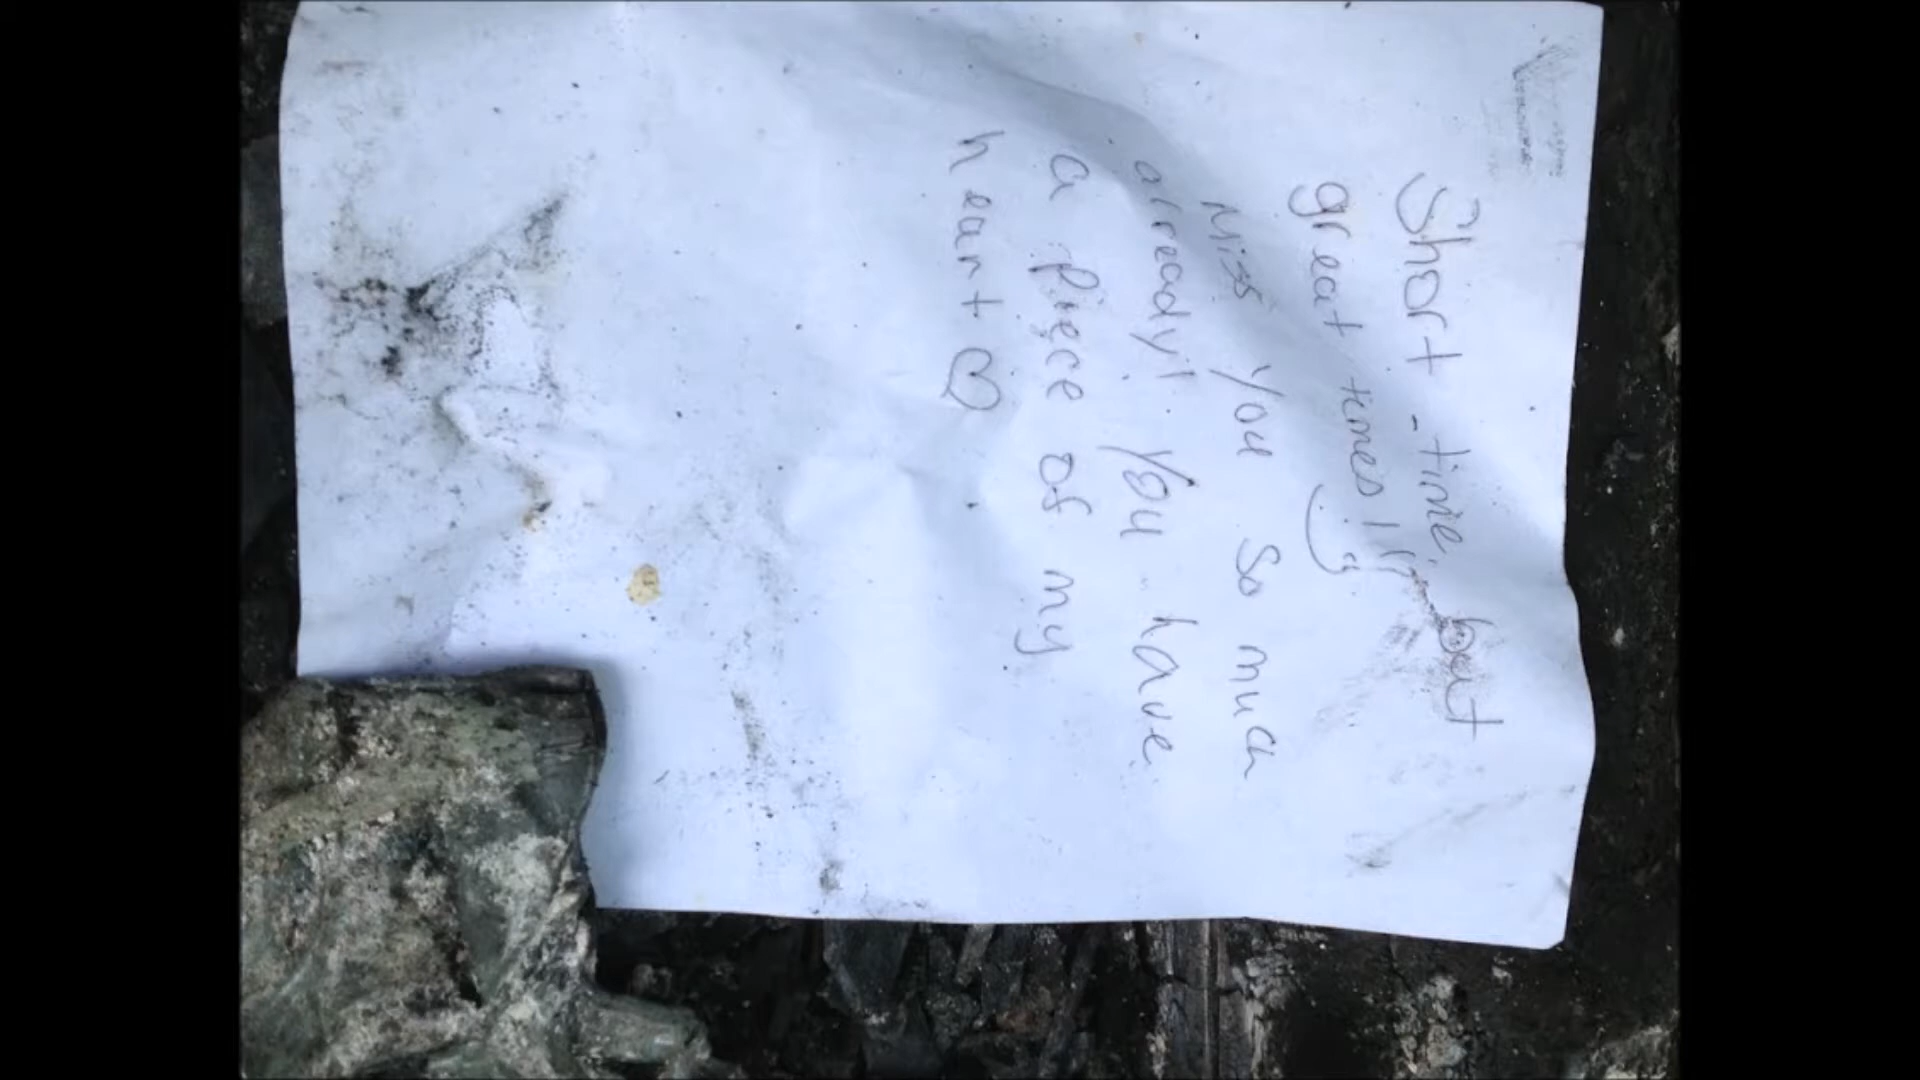 Short time, but
great times!!
Miss you so much
already! You have
a piece of my
heart ♡